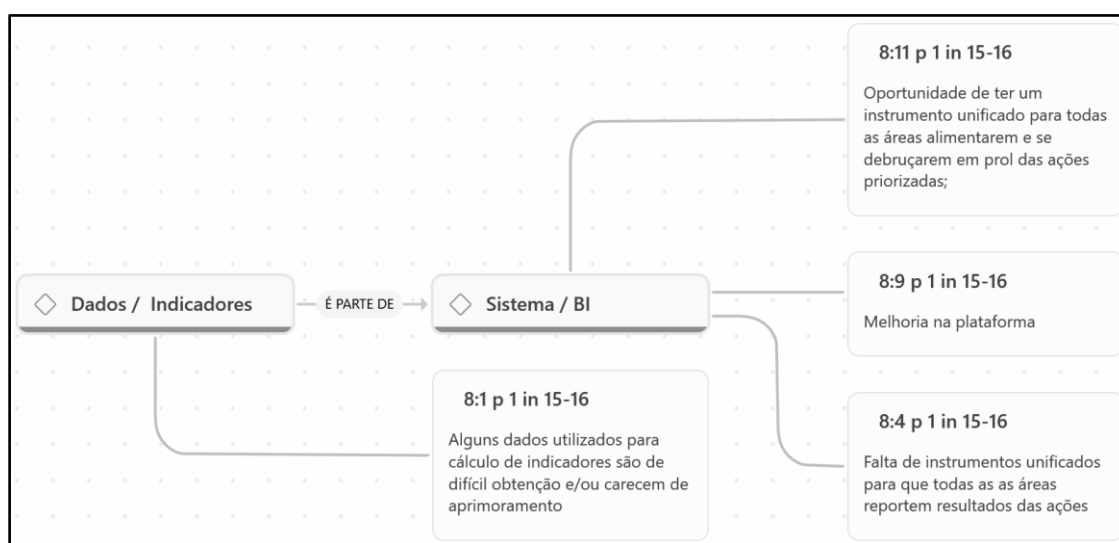 8:11 p 1 in 15-16
Oportunidade de ter um
instrumento unificado para todas
as áreas alimentarem e se
debruçarem em prol das ações
priorizadas;
Dados / Indicadores
É PARTE DE
Sistema / BI
8:9 p 1 in 15-16
Melhoria na plataforma
8:1 p 1 in 15-16
Alguns dados utilizados para
cálculo de indicadores são de
difícil obtenção e/ou carecem de
aprimoramento
8:4 p 1 in 15-16
Falta de instrumentos unificados
para que todas as as áreas
reportem resultados das ações